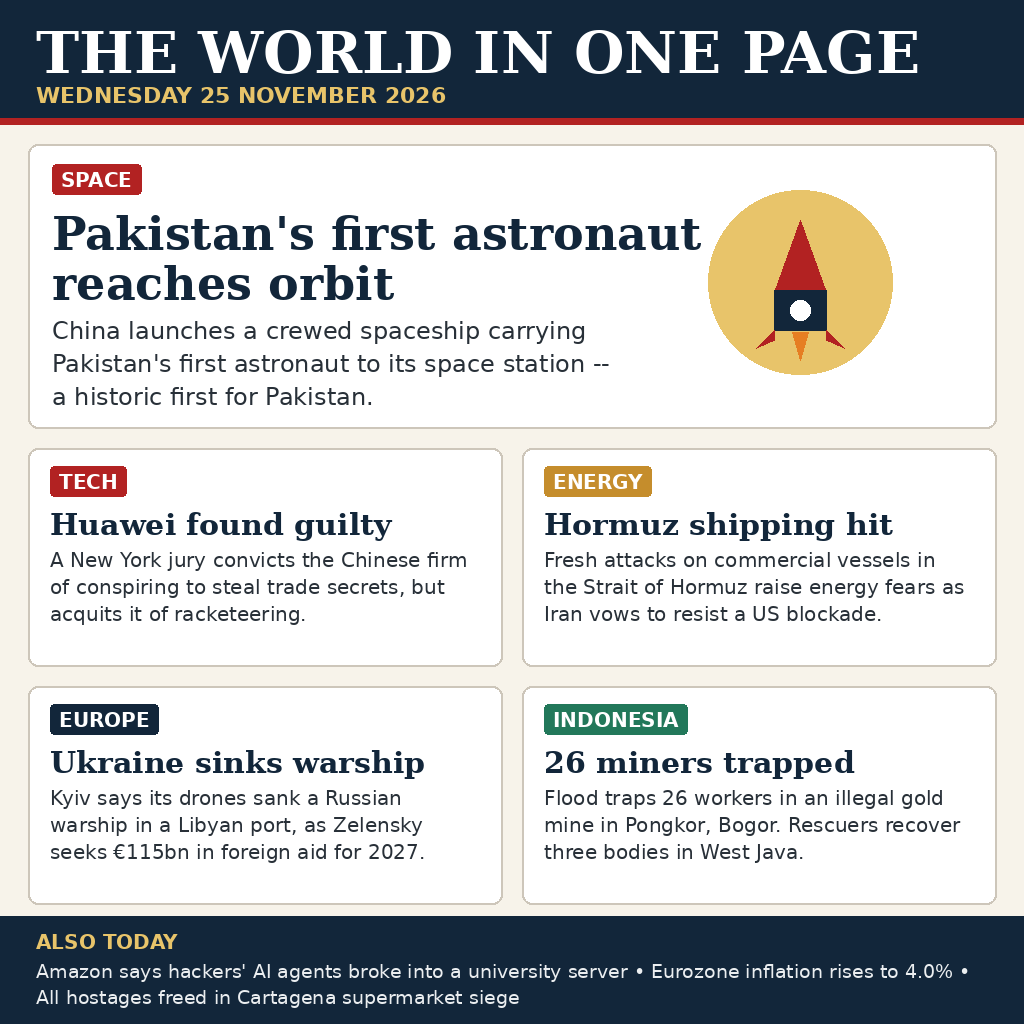 THE WORLD IN ONE PAGE
WEDNESDAY 25 NOVEMBER 2026
SPACE
Pakistan's first astronaut
reaches orbit
China launches a crewed spaceship carrying
Pakistan's first astronaut to its space station --
a historic first for Pakistan.
TECH
Huawei found guilty
A New York jury convicts the Chinese firm
of conspiring to steal trade secrets, but
acquits it of racketeering.
ENERGY
Hormuz shipping hit
Fresh attacks on commercial vessels in
the Strait of Hormuz raise energy fears as
Iran vows to resist a US blockade.
EUROPE
Ukraine sinks warship
Kyiv says its drones sank a Russian
warship in a Libyan port, as Zelensky
seeks €115bn in foreign aid for 2027.
INDONESIA
26 miners trapped
Flood traps 26 workers in an illegal gold
mine in Pongkor, Bogor. Rescuers recover
three bodies in West Java.
ALSO TODAY
Amazon says hackers' AI agents broke into a university server • Eurozone inflation rises to 4.0% •
All hostages freed in Cartagena supermarket siege